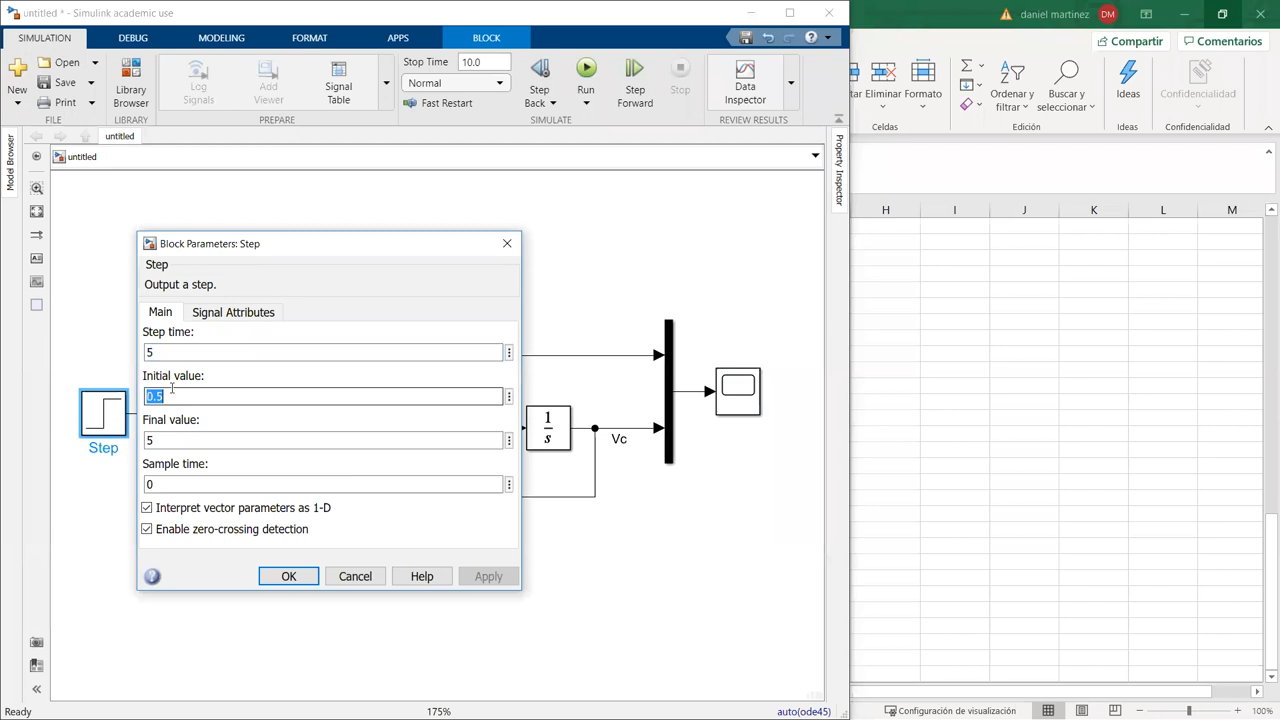 untitled * - Simulink academic use
daniel martinez DM
SIMULATION DEBUG MODELING FORMAT APPS BLOCK
Compartir Comentarios
New
Open
Save
Print
FILE
Library
Browser
LIBRARY
Log
Signals
Add
Viewer
Signal
Table
PREPARE
Stop Time 10.0
Normal
Fast Restart
Step
Back
Run
Step
Forward
Stop
SIMULATE
Data
Inspector
REVIEW RESULTS
Eliminar
Formato
Celdas
Ordenar y
filtrar
Buscar y
seleccionar
Edición
Ideas
Ideas
Confidencialidad
Confidencialidad
untitled
untitled
Model Browser
Property Inspector
H I J K L M
Block Parameters: Step
Step
Output a step.
Main Signal Attributes
Step time:
5
Initial value:
0.5
Final value:
5
Sample time:
0
Interpret vector parameters as 1-D
Enable zero-crossing detection
OK Cancel Help Apply
Step
1
s
Vc
Ready 175% auto(ode45)
Configuración de visualización 100%